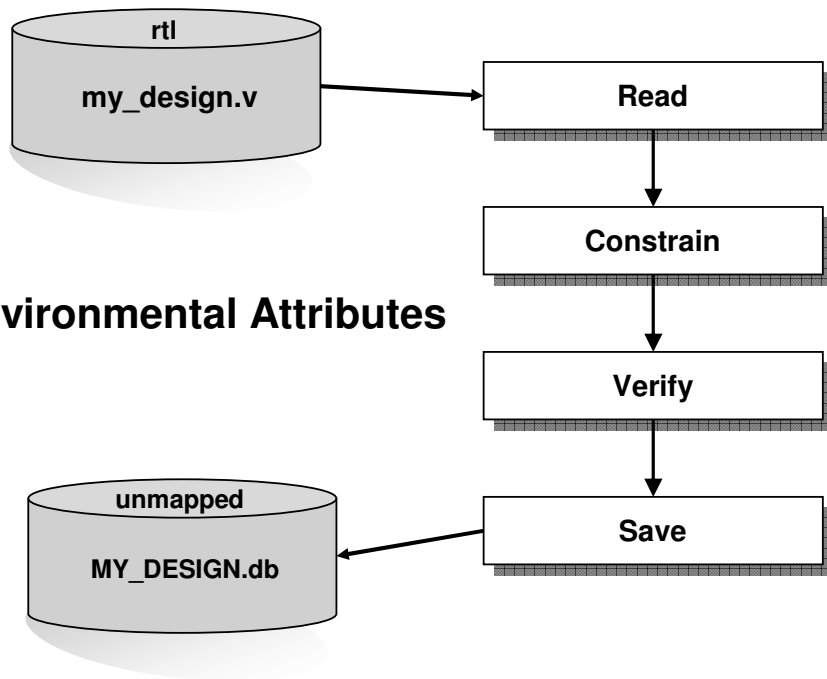 rtl
my_design.v
Read
Constrain
vironmental Attributes
Verify
unmapped
MY_DESIGN.db
Save